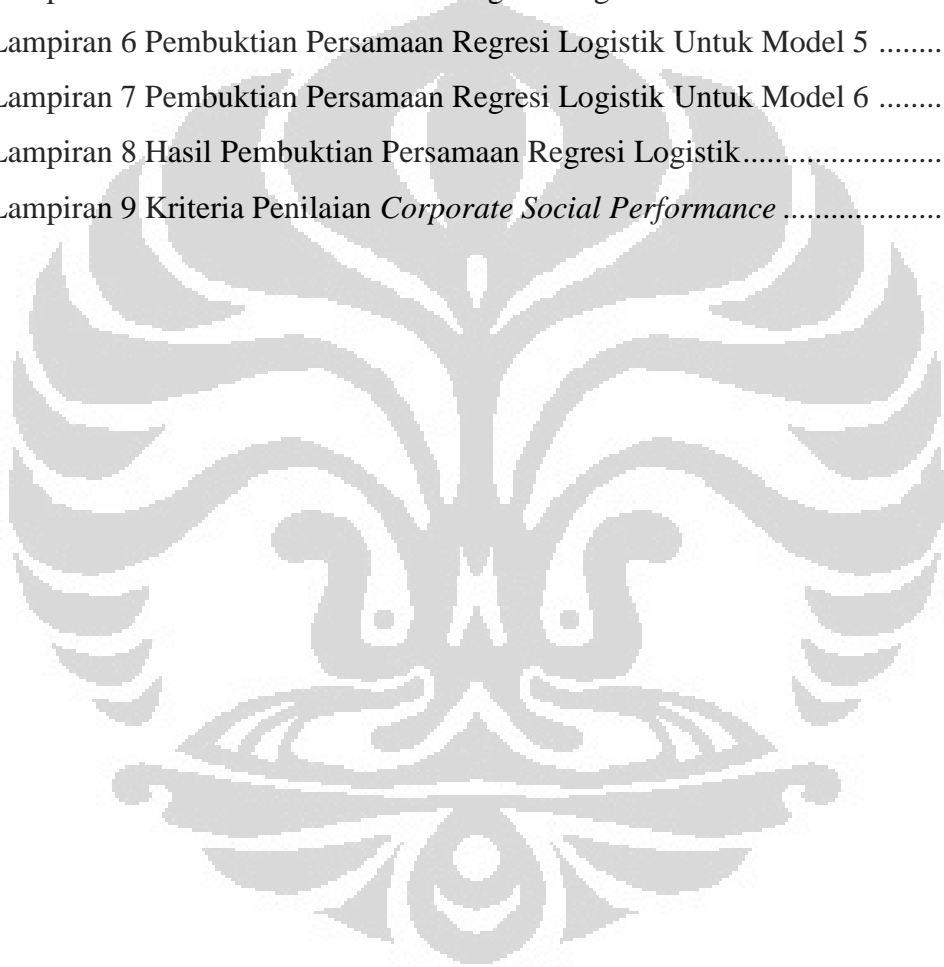 Lampiran 6 Pembuktian Persamaan Regresi Logistik Untuk Model 5 ........
Lampiran 7 Pembuktian Persamaan Regresi Logistik Untuk Model 6 ........
Lampiran 8 Hasil Pembuktian Persamaan Regresi Logistik.........................
Lampiran 9 Kriteria Penilaian Corporate Social Performance ....................